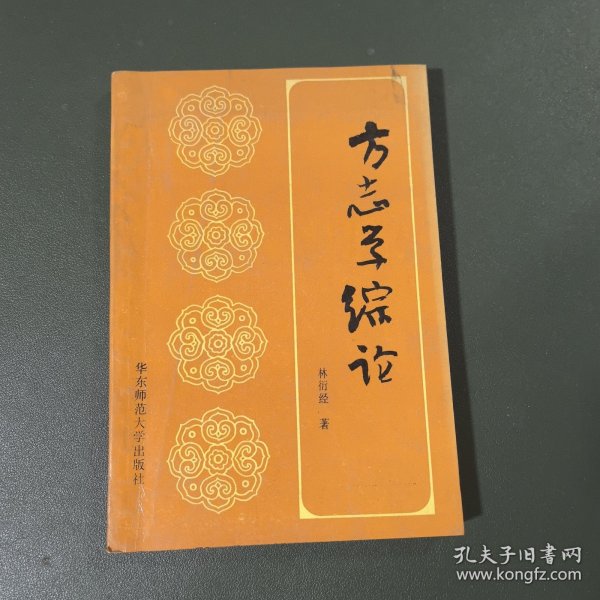 方志学综论
林衍经 著
华东师范大学出版社
孔夫子旧书网
www.kongfz.com